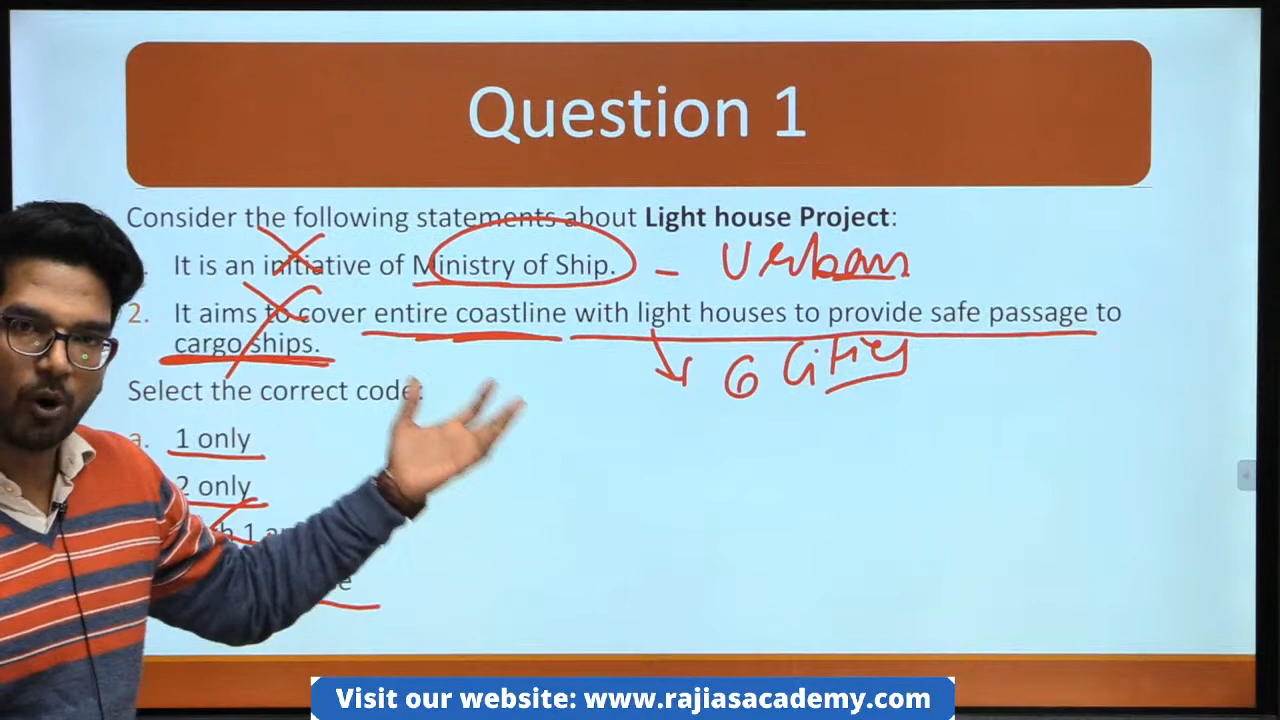 Question 1
Consider the following statements about Light house Project:
It is an initiative of Ministry of Ship. - Urban
2. It aims to cover entire coastline with light houses to provide safe passage to
cargo ships.
6 Cities
Select the correct code:
a. 1 only
2 only
1
Visit our website: www.rajiasacademy.com